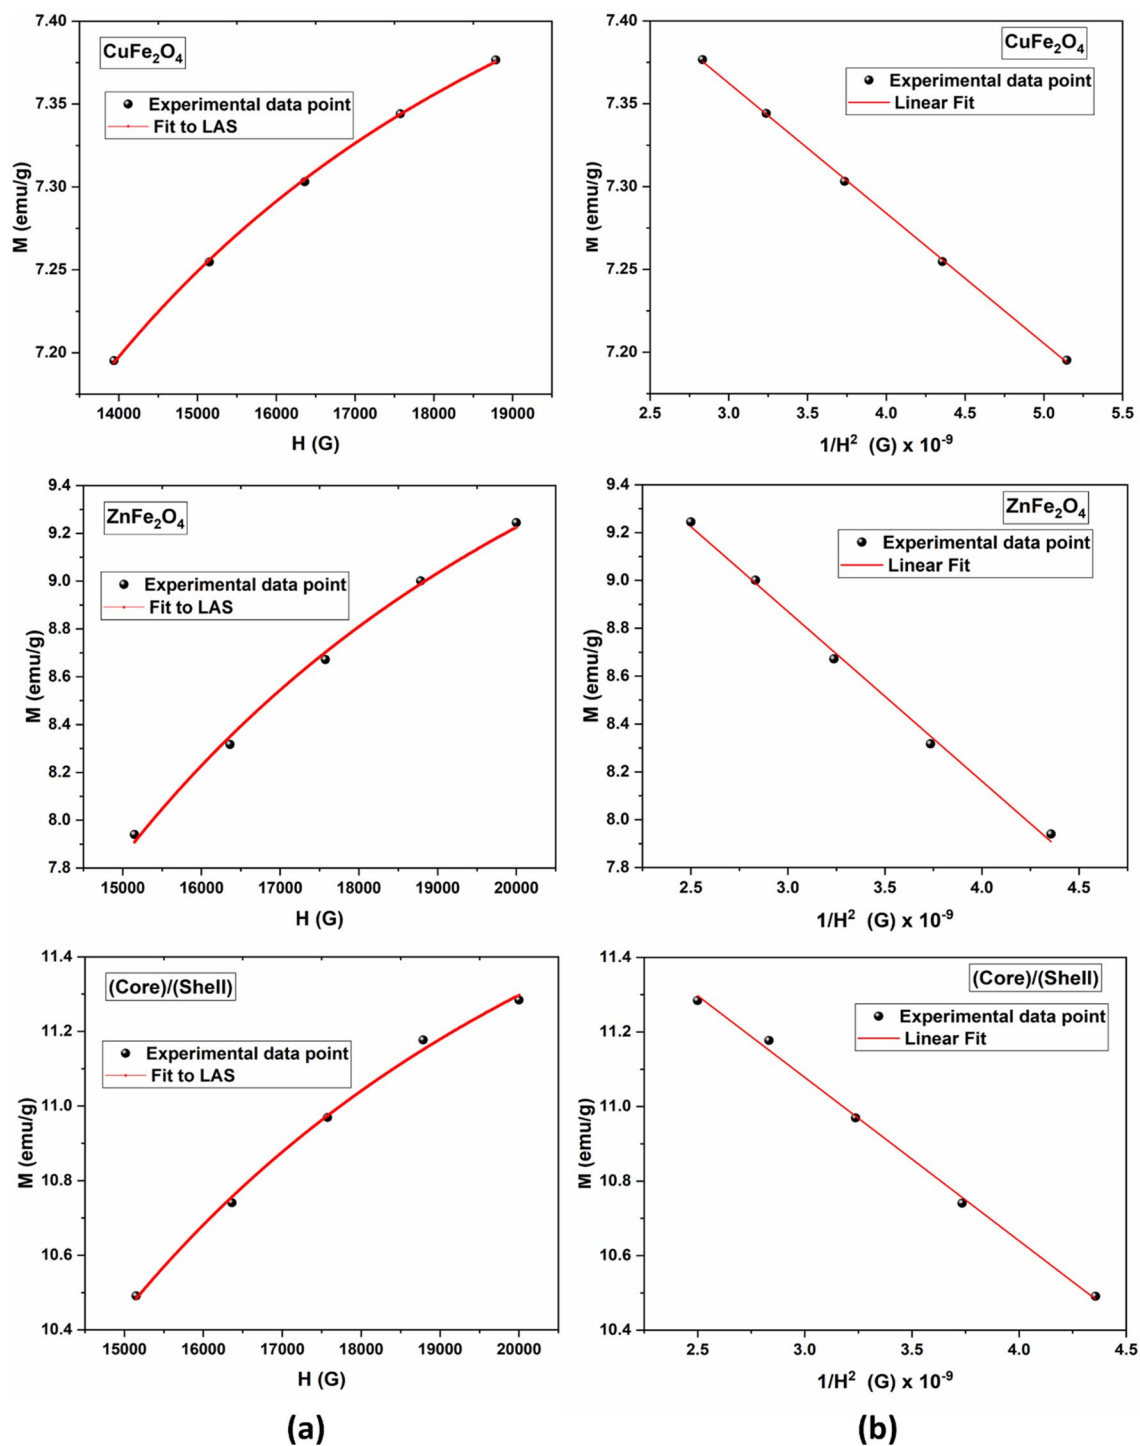 CuFe₂O₄
Experimental data point
Fit to LAS
M (emu/g)
7.40
7.35
7.30
7.25
7.20
14000 15000 16000 17000 18000 19000
H (G)
CuFe₂O₄
Experimental data point
Linear Fit
M (emu/g)
7.40
7.35
7.30
7.25
7.20
2.5 3.0 3.5 4.0 4.5 5.0 5.5
1/H² (G) x 10⁻⁹
ZnFe₂O₄
Experimental data point
Fit to LAS
M (emu/g)
9.4
9.2
9.0
8.8
8.6
8.4
8.2
8.0
7.8
15000 16000 17000 18000 19000 20000
H (G)
ZnFe₂O₄
Experimental data point
Linear Fit
M (emu/g)
9.4
9.2
9.0
8.8
8.6
8.4
8.2
8.0
7.8
2.5 3.0 3.5 4.0 4.5
1/H² (G) x 10⁻⁹
(Core)/(Shell)
Experimental data point
Fit to LAS
M (emu/g)
11.4
11.2
11.0
10.8
10.6
10.4
15000 16000 17000 18000 19000 20000
H (G)
(Core)/(Shell)
Experimental data point
Linear Fit
M (emu/g)
11.4
11.2
11.0
10.8
10.6
10.4
2.5 3.0 3.5 4.0 4.5
1/H² (G) x 10⁻⁹
(a)
(b)